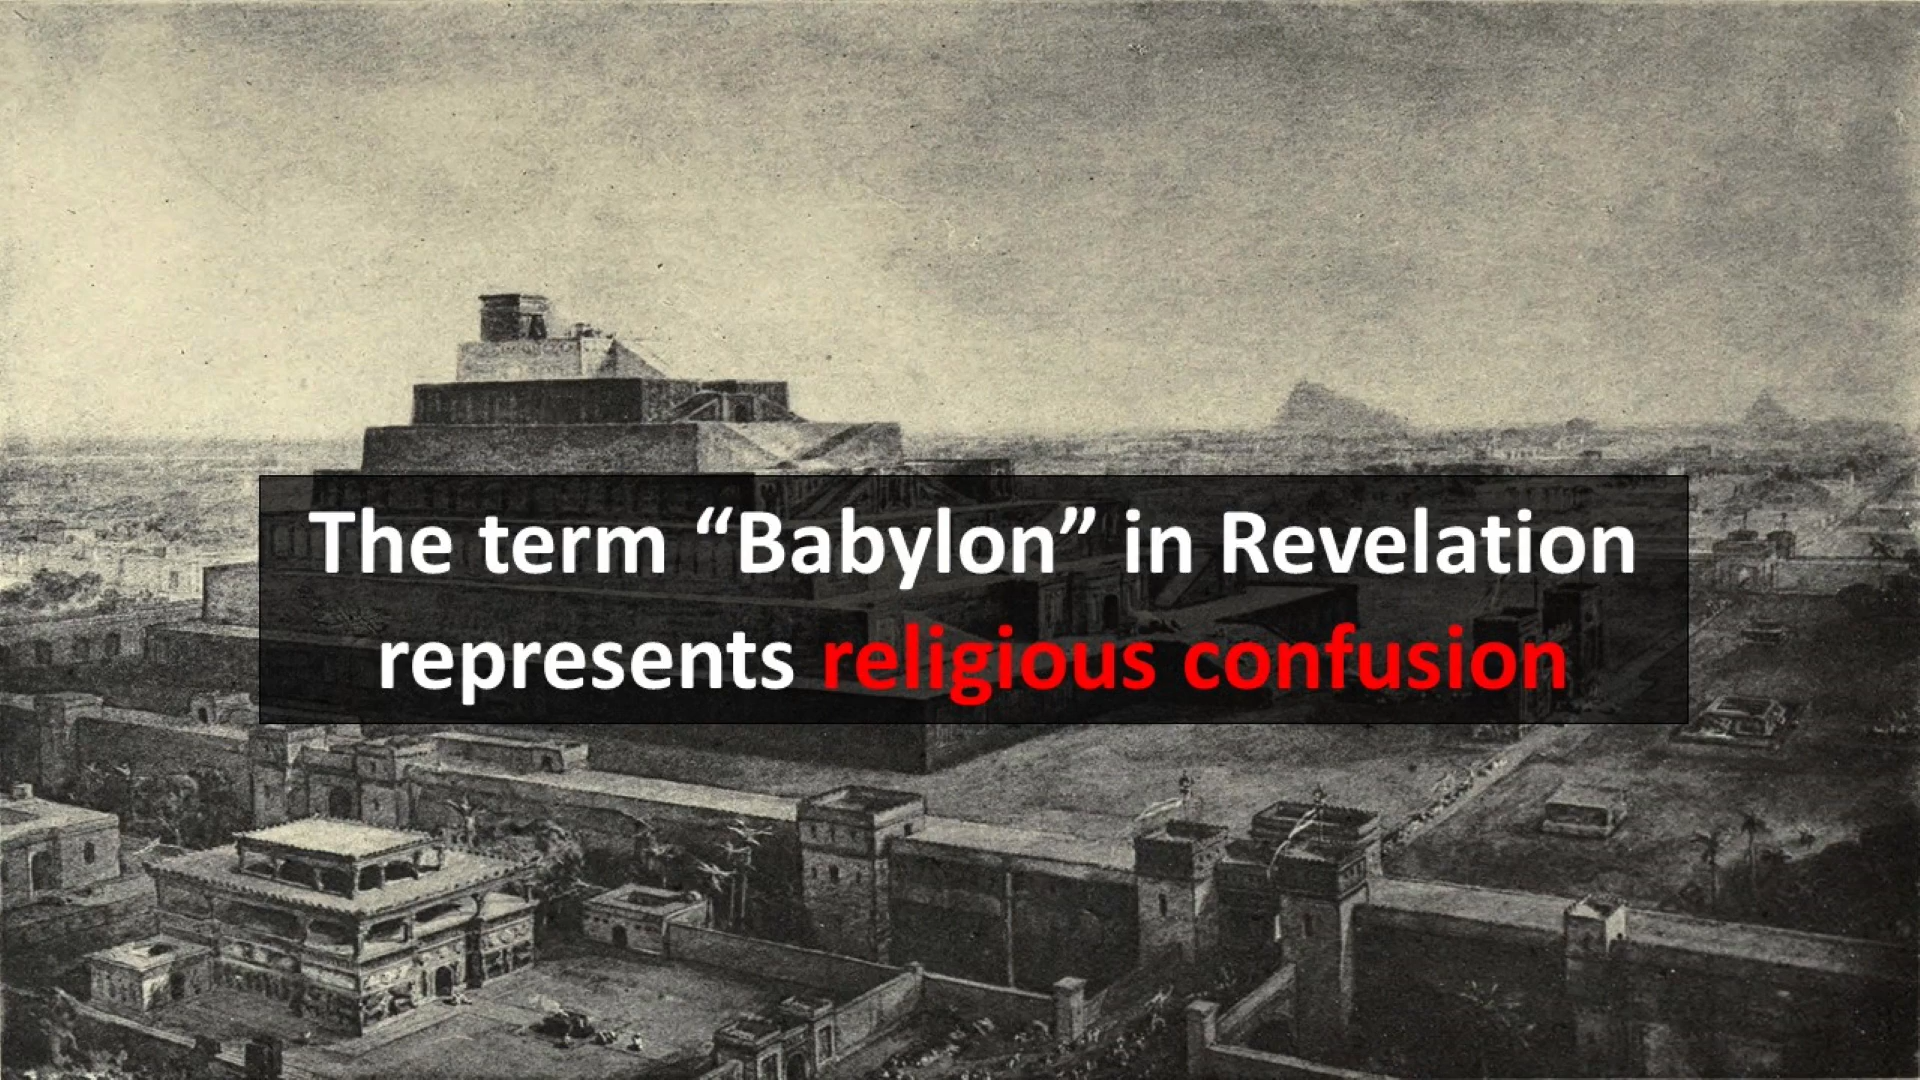 The term “Babylon” in Revelation
represents religious confusion